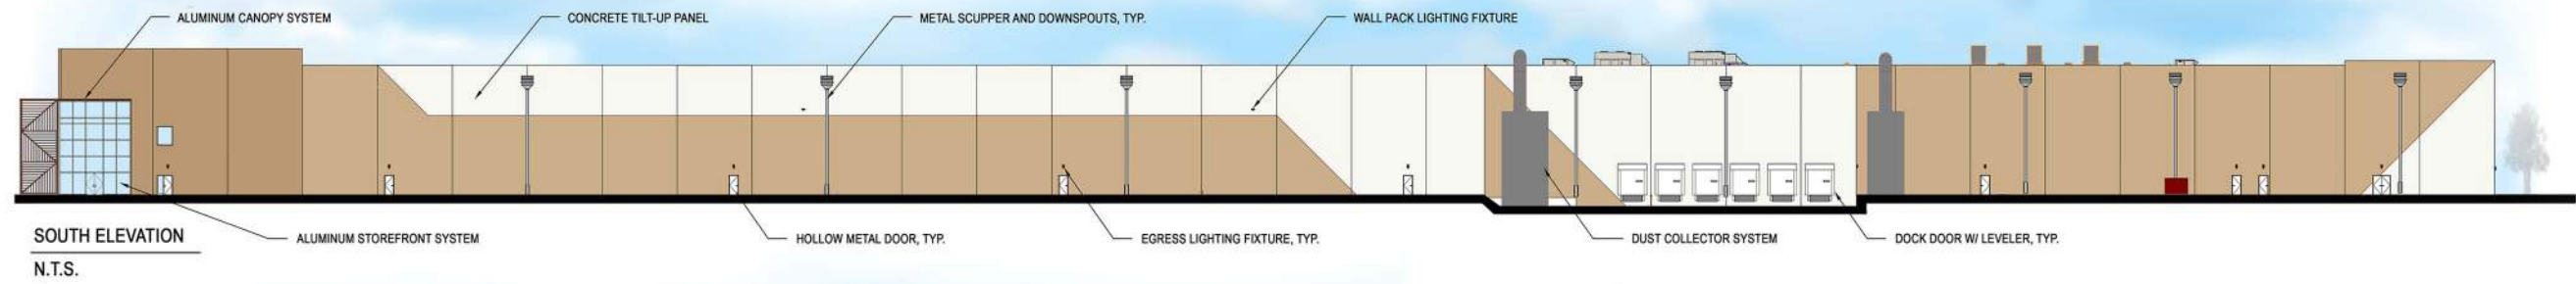 ALUMINUM CANOPY SYSTEM
CONCRETE TILT-UP PANEL
METAL SCUPPER AND DOWNSPOUTS, TYP.
WALL PACK LIGHTING FIXTURE
SOUTH ELEVATION
N.T.S.
ALUMINUM STOREFRONT SYSTEM
HOLLOW METAL DOOR, TYP.
EGRESS LIGHTING FIXTURE, TYP.
DUST COLLECTOR SYSTEM
DOCK DOOR W/ LEVELER, TYP.